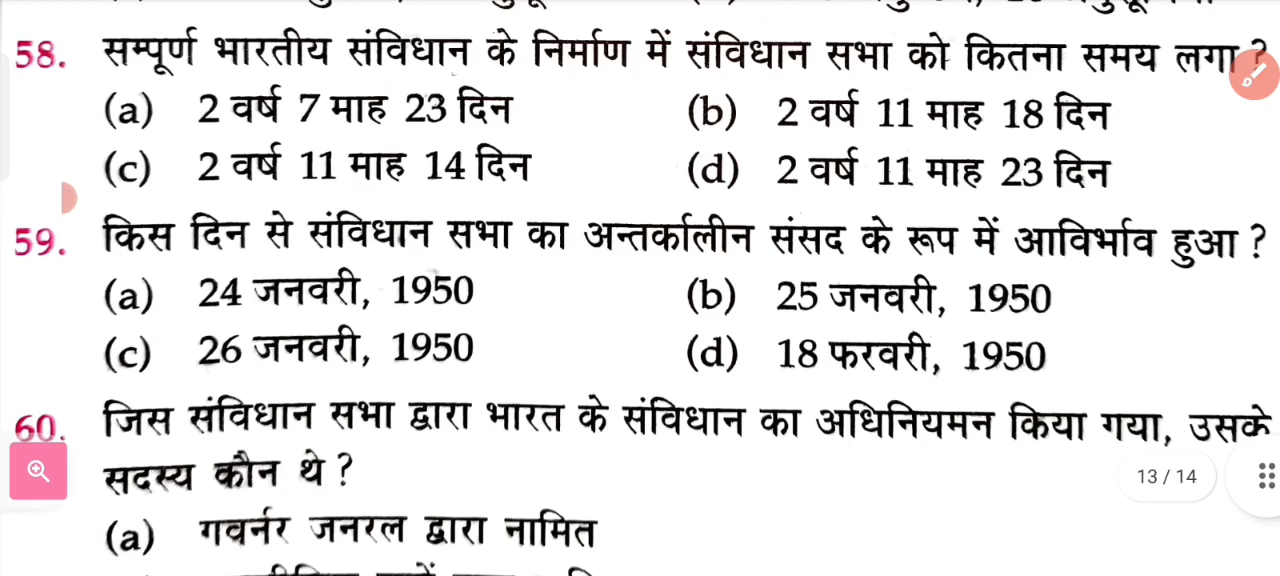 58. सम्पूर्ण भारतीय संविधान के निर्माण में संविधान सभा को कितना समय लगा ?
(a) 2 वर्ष 7 माह 23 दिन (b) 2 वर्ष 11 माह 18 दिन
(c) 2 वर्ष 11 माह 14 दिन (d) 2 वर्ष 11 माह 23 दिन
59. किस दिन से संविधान सभा का अन्तर्कालीन संसद के रूप में आविर्भाव हुआ ?
(a) 24 जनवरी, 1950 (b) 25 जनवरी, 1950
(c) 26 जनवरी, 1950 (d) 18 फरवरी, 1950
60. जिस संविधान सभा द्वारा भारत के संविधान का अधिनियमन किया गया, उसके
सदस्य कौन थे ?
13 / 14
(a) गवर्नर जनरल द्वारा नामित